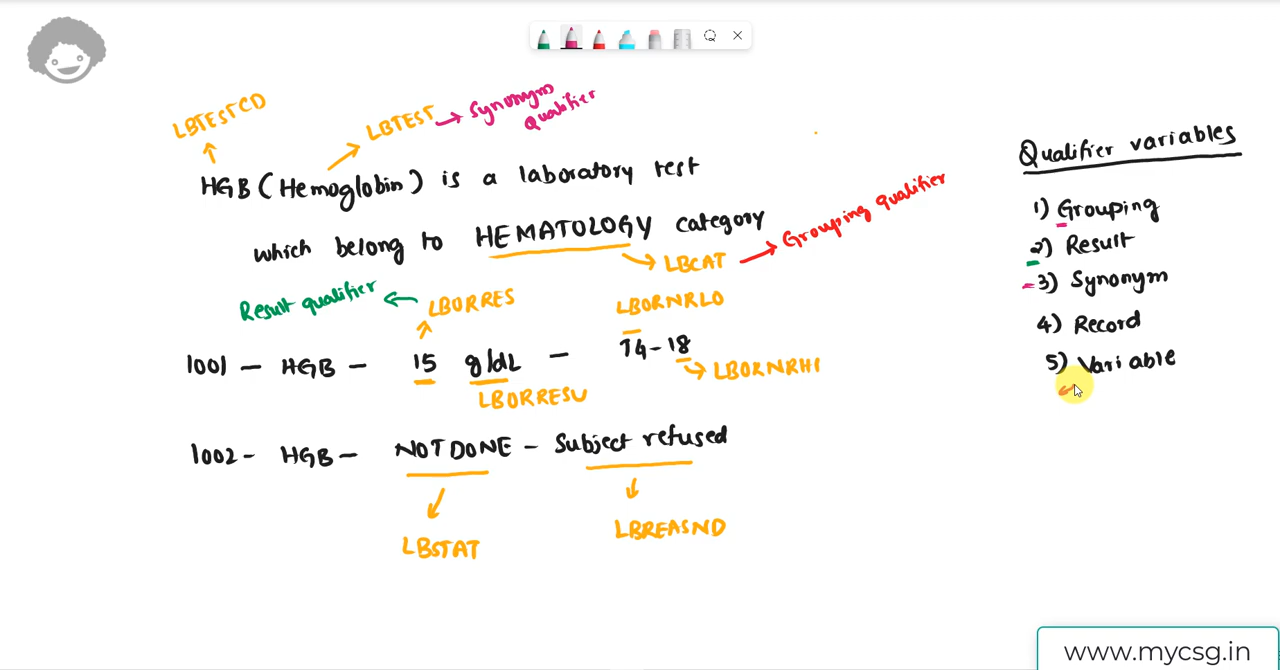 LBTESTCD
LBTEST → Synonym qualifier
HGB (Hemoglobin) is a laboratory test
which belong to HEMATOLOGY category
→ LBCAT → Grouping qualifier
Result qualifier ← LBORRES
LBORNRLO
1001 – HGB – 15 g/dL – 14-18
→ LBORNRHI
LBORRESU
1002 - HGB – NOT DONE – Subject refused
LBSTAT
LBREASND
Qualifier variables
1) Grouping
2) Result
3) Synonym
4) Record
5) Variable
www.mycsg.in